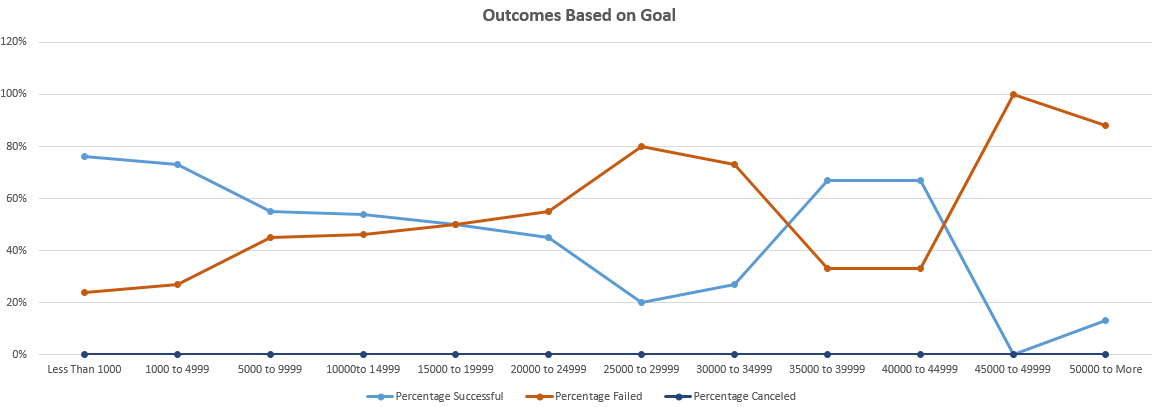 Outcomes Based on Goal
120%
100%
80%
60%
40%
20%
0%
Less Than 1000 1000 to 4999 5000 to 9999 10000to 14999 15000 to 19999 20000 to 24999 25000 to 29999 30000 to 34999 35000 to 39999 40000 to 44999 45000 to 49999 50000 to More
Percentage Successful Percentage Failed Percentage Canceled